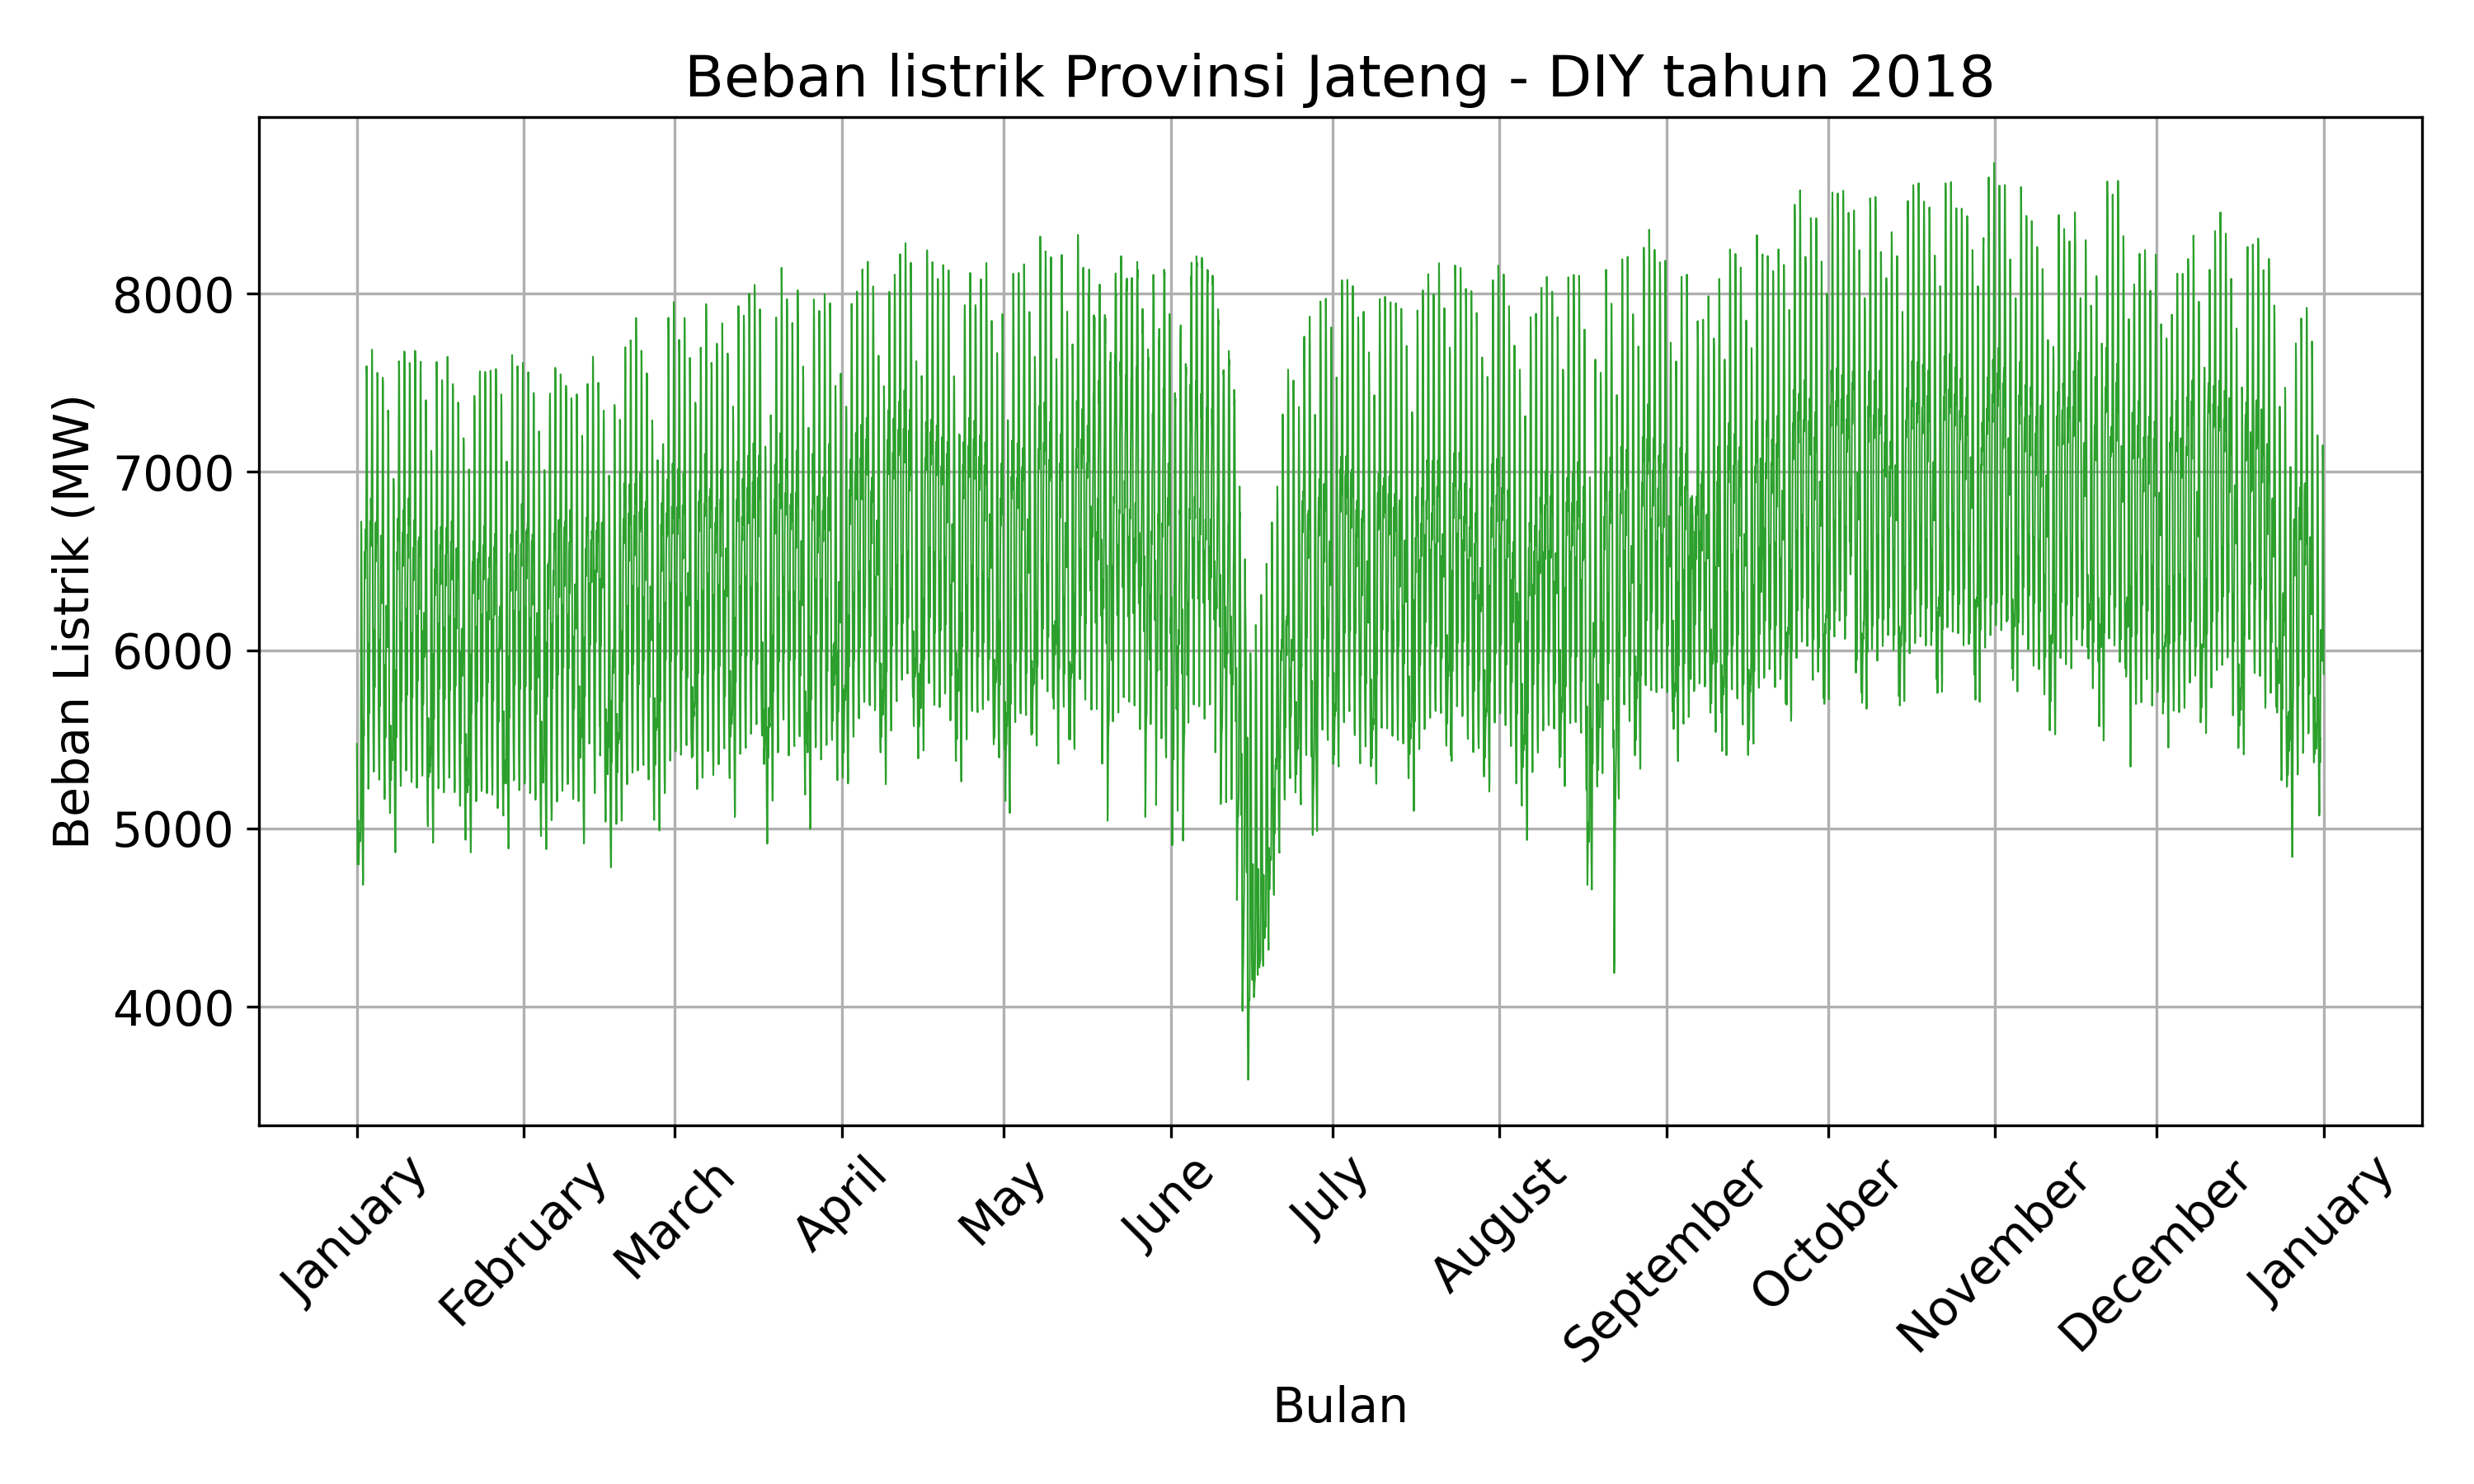 Beban listrik Provinsi Jateng - DIY tahun 2018
Beban Listrik (MW)
8000
7000
6000
5000
4000
January
February
March
April
May
June
July
August
September
October
November
December
January
Bulan